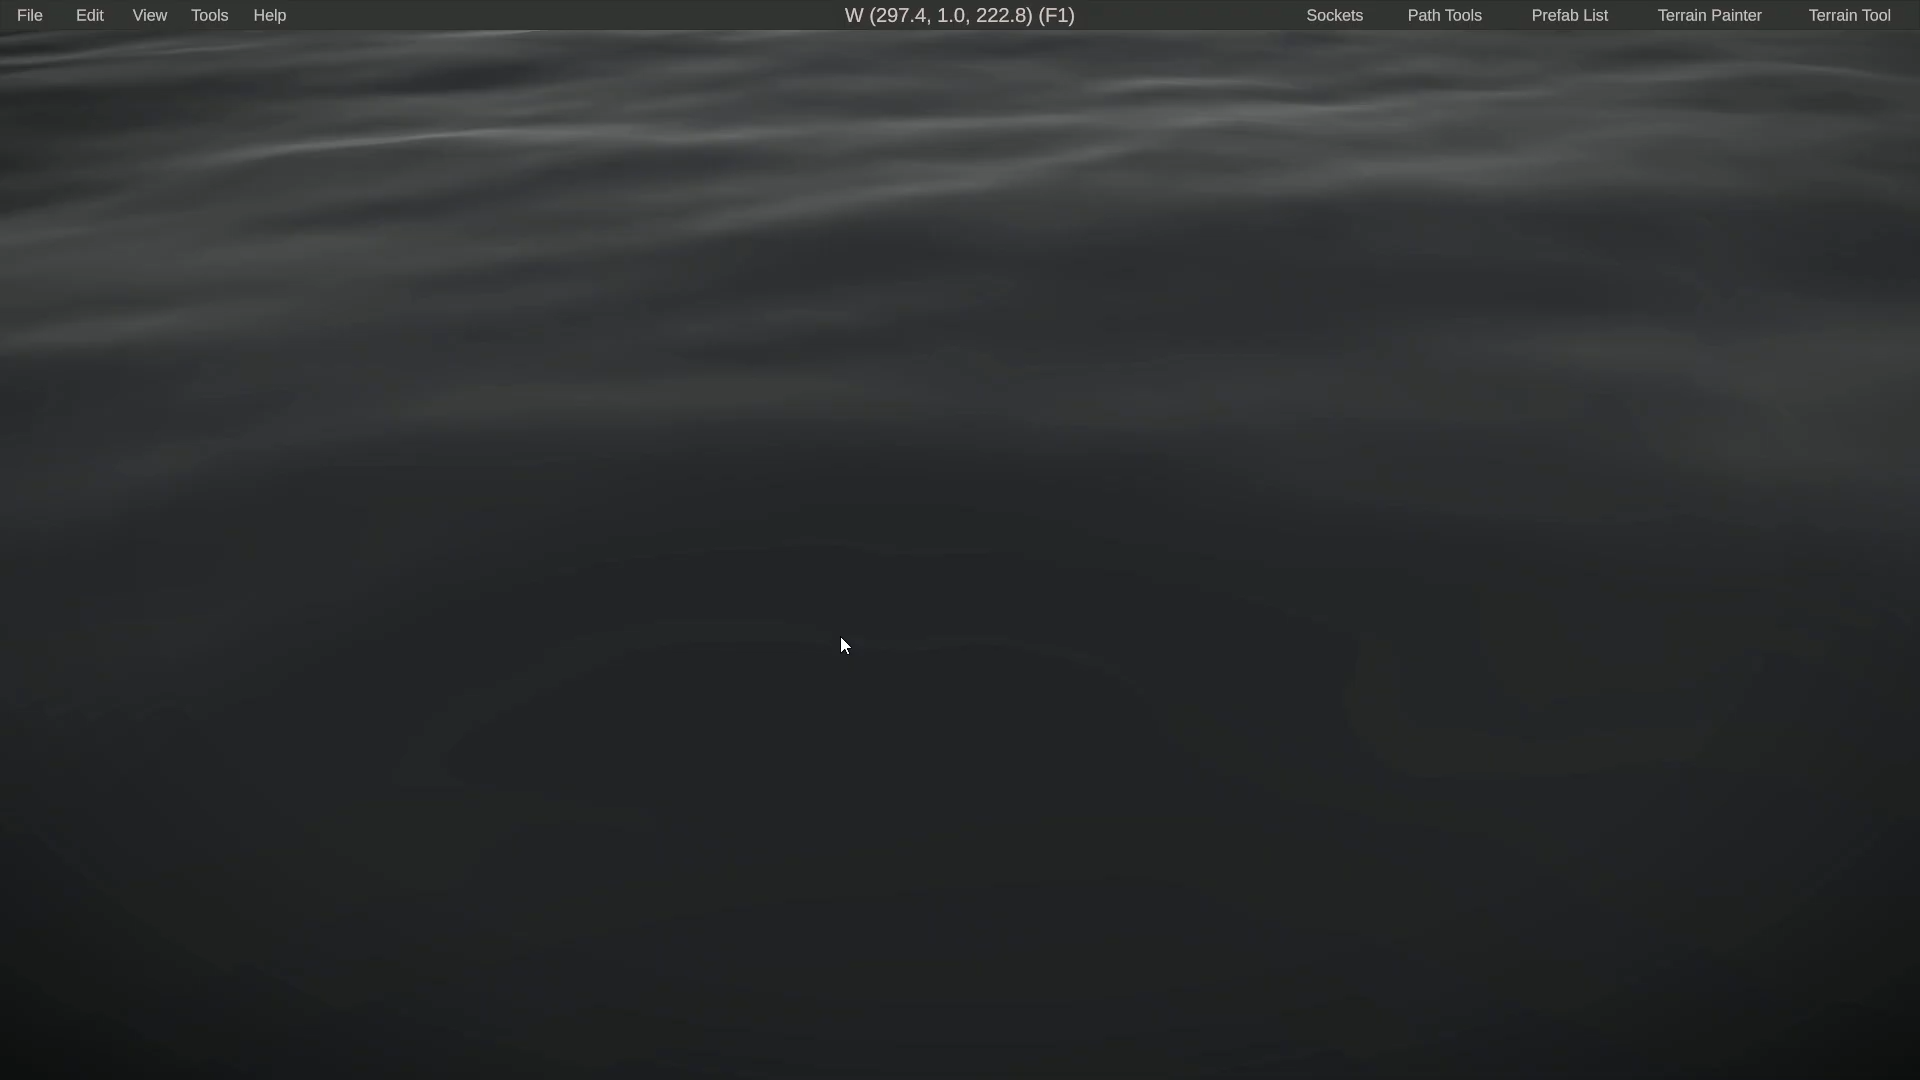 File Edit View Tools Help W (297.4, 1.0, 222.8) (F1) Sockets Path Tools Prefab List Terrain Painter Terrain Tool